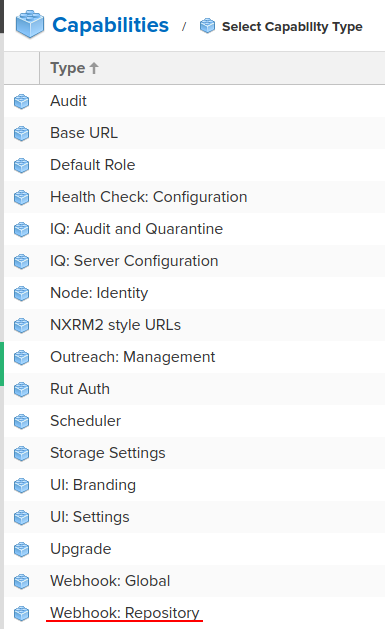 Capabilities / Select Capability Type
Type
Audit
Base URL
Default Role
Health Check: Configuration
IQ: Audit and Quarantine
IQ: Server Configuration
Node: Identity
NXRM2 style URLs
Outreach: Management
Rut Auth
Scheduler
Storage Settings
UI: Branding
UI: Settings
Upgrade
Webhook: Global
Webhook: Repository